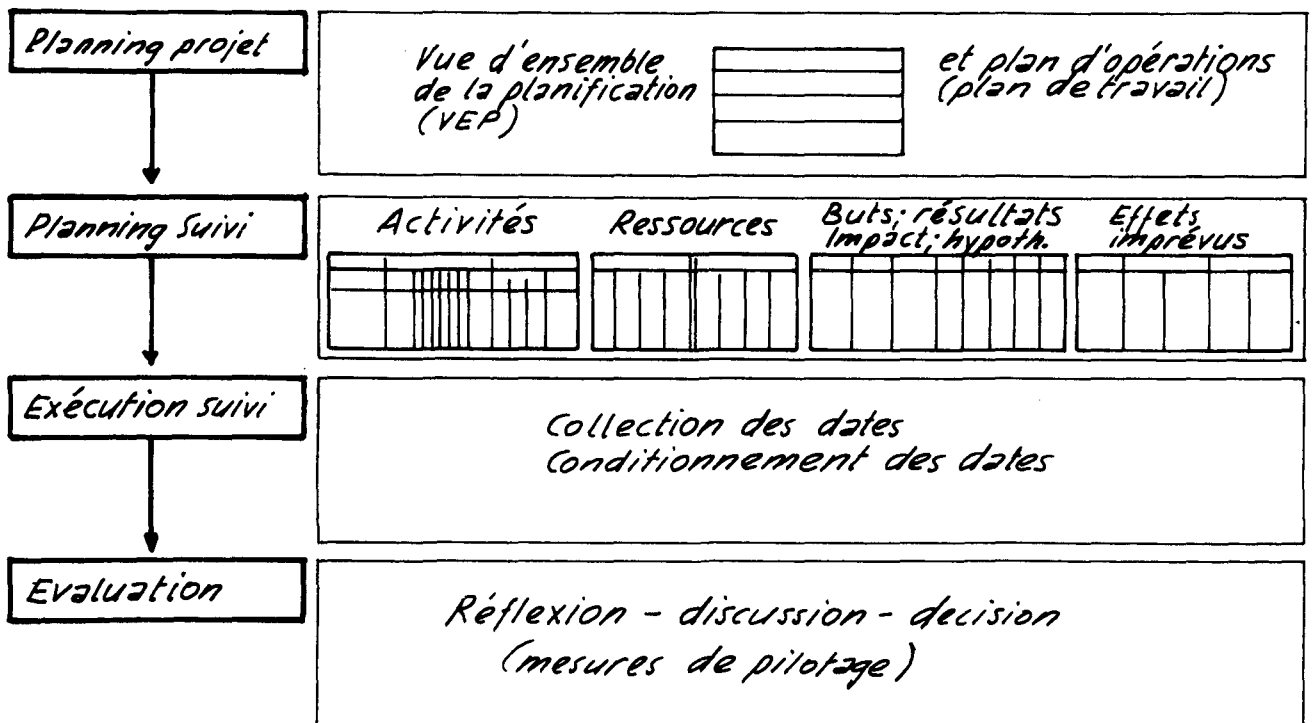 Planning projet
Vue d'ensemble
de la planification
(VEP)
et plan d'opérations
(plan de travail)
Planning Suivi
Activités
Ressources
Buts; résultats
Impact; hypoth.
Effets
imprévus
Exécution suivi
Collection des dates
Conditionnement des dates
Evaluation
Réflexion - discussion - decision
(mesures de pilotage)